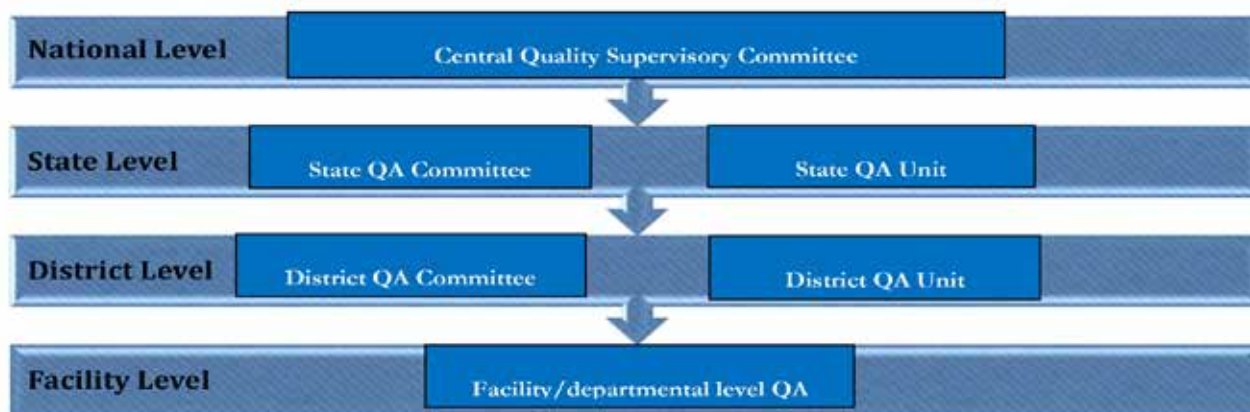 National Level
Central Quality Supervisory Committee
State Level
State QA Committee
State QA Unit
District Level
District QA Committee
District QA Unit
Facility Level
Facility/departmental level QA